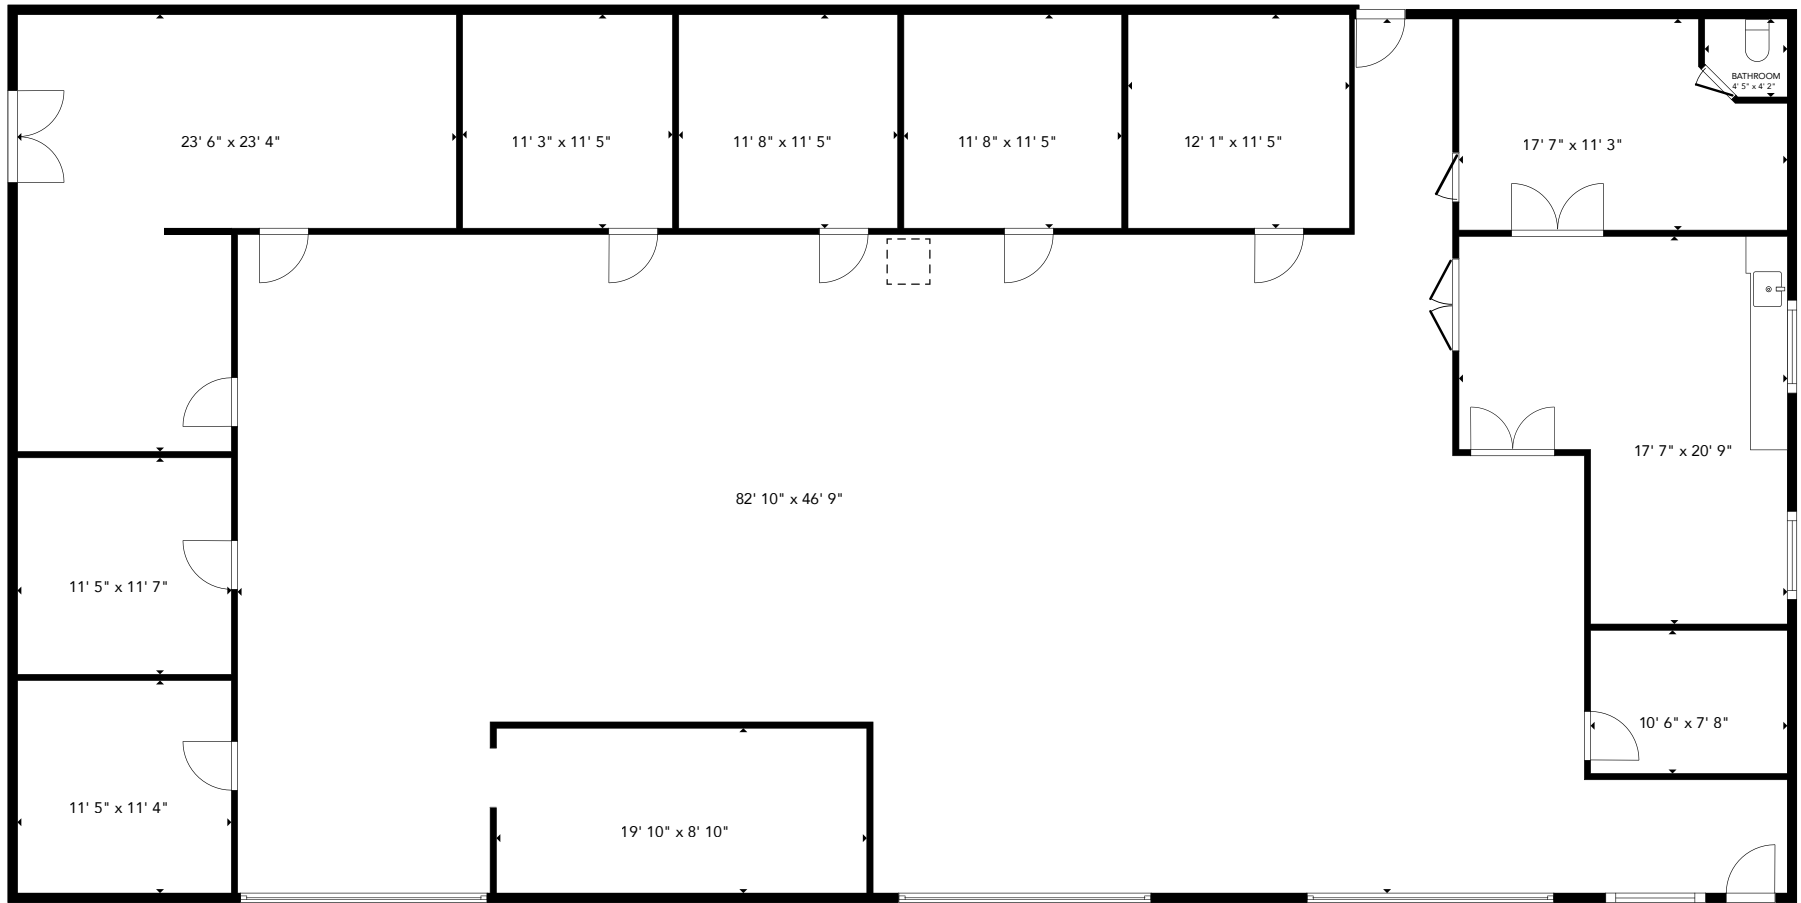 BATHROOM
4' 5" x 4' 2"
23' 6" x 23' 4"
11' 3" x 11' 5"
11' 8" x 11' 5"
11' 8" x 11' 5"
12' 1" x 11' 5"
17' 7" x 11' 3"
17' 7" x 20' 9"
82' 10" x 46' 9"
11' 5" x 11' 7"
10' 6" x 7' 8"
11' 5" x 11' 4"
19' 10" x 8' 10"